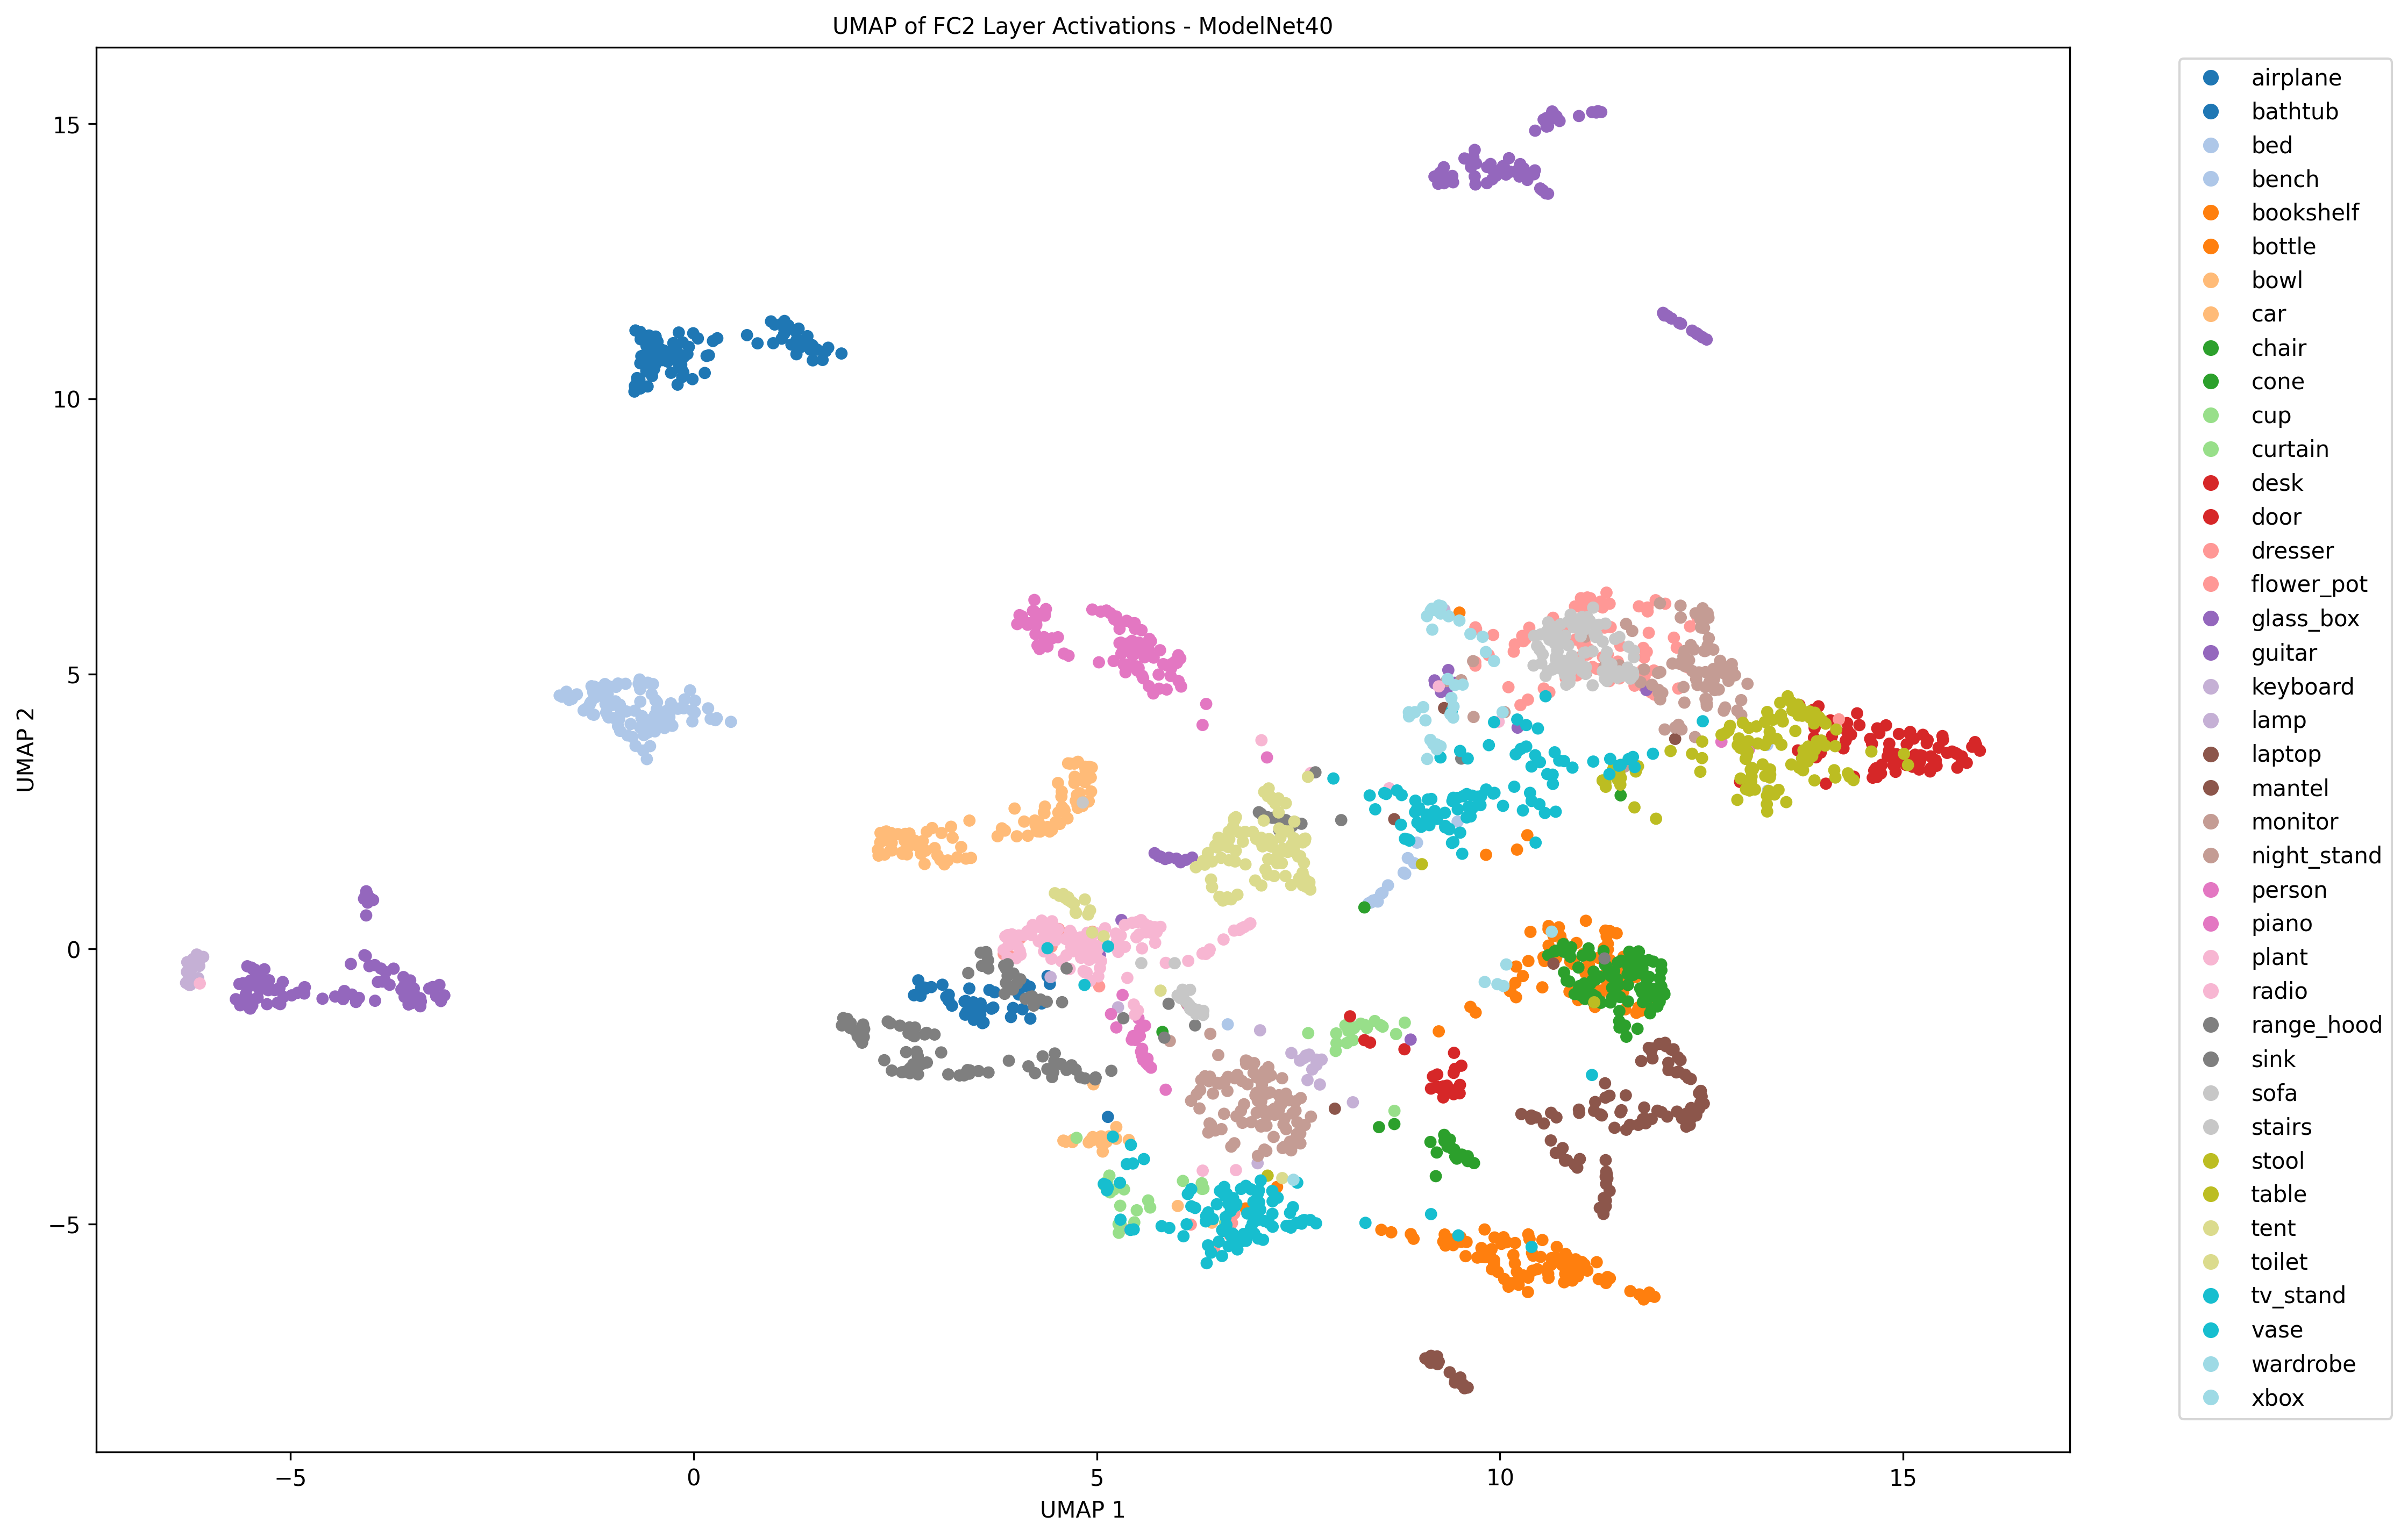 UMAP of FC2 Layer Activations - ModelNet40
15
10
5
0
−5
UMAP 2
−5
0
5
10
15
UMAP 1
airplane
bathtub
bed
bench
bookshelf
bottle
bowl
car
chair
cone
cup
curtain
desk
door
dresser
flower_pot
glass_box
guitar
keyboard
lamp
laptop
mantel
monitor
night_stand
person
piano
plant
radio
range_hood
sink
sofa
stairs
stool
table
tent
toilet
tv_stand
vase
wardrobe
xbox